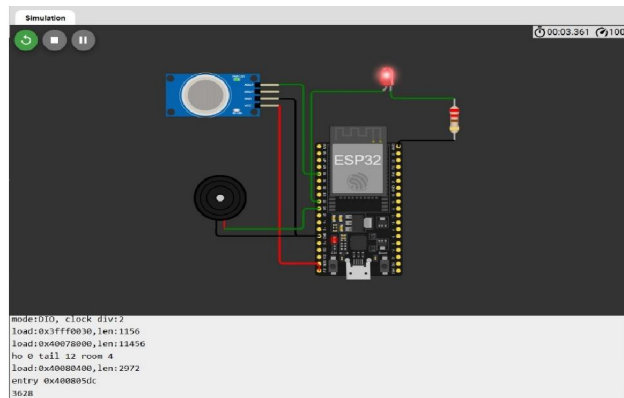 Simulation
00:03.361 100
ESP32
mode:DIO, clock div:2
load:0x3fff0030,len:1156
load:0x40078000,len:11456
ho 0 tail 12 room 4
load:0x40080400,len:2972
entry 0x400805dc
3628